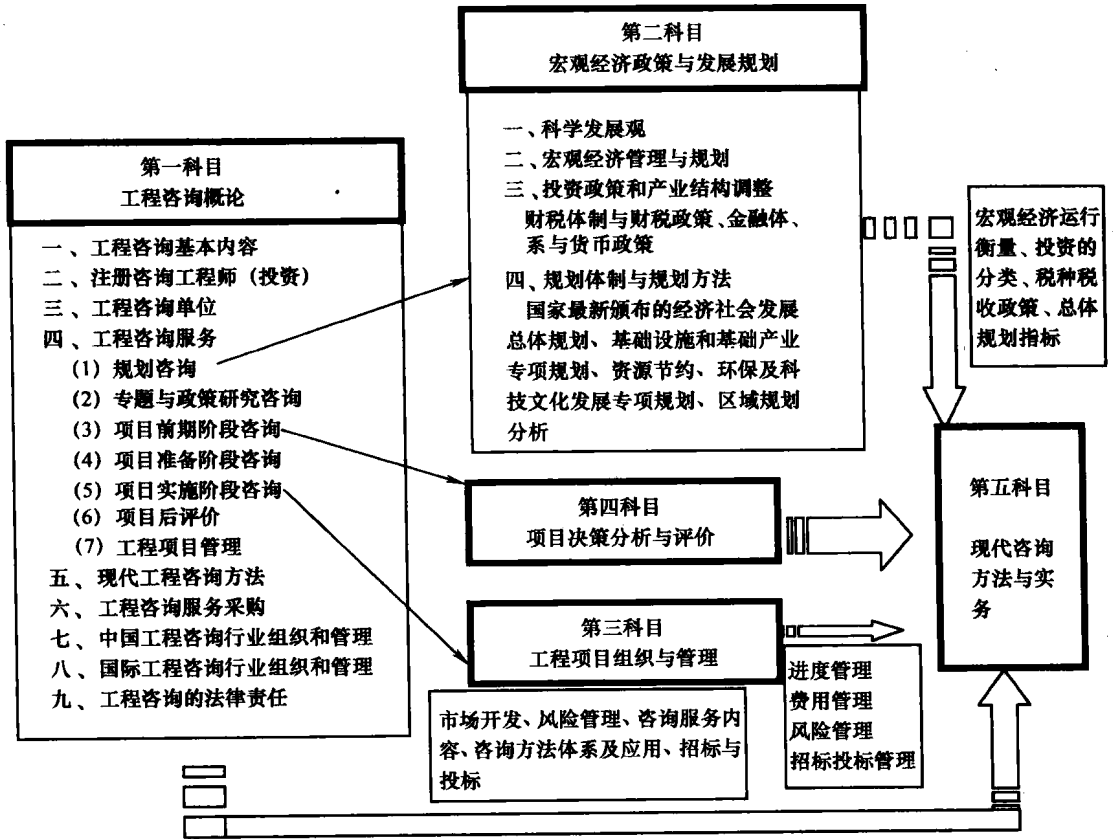 第一科目
工程咨询概论
一、工程咨询基本内容
二、注册咨询工程师（投资）
三、工程咨询单位
四、工程咨询服务
(1) 规划咨询
(2) 专题与政策研究咨询
(3) 项目前期阶段咨询
(4) 项目准备阶段咨询
(5) 项日实施阶段咨询
(6) 项目后评价
(7) 工程项目管理
五、现代工程咨询方法
六、工程咨询服务采购
七、中国工程咨询行业组织和管理
八、国际工程咨询行业组织和管理
九、工程咨询的法律责任
第二科目
宏观经济政策与发展规划
一、科学发展观
二、宏观经济管理与规划
三、投资政策和产业结构调整
财税体制与财税政策、金融体、
系与货币政策
四、规划体制与规划方法
国家最新颁布的经济社会发展
总体规划、基础设施和基础产业
专项规划、资源节约、环保及科
技文化发展专项规划、区域规划
分析
宏观经济运行
衡量、投资的
分类、税种税
收政策、总体
规划指标
第四科目
项目决策分析与评价
第三科目
工程项目组织与管理
市场开发、风险管理、咨询服务内
容、咨询方法体系及应用、招标与
投标
进度管理
费用管理
风险管理
招标投标管理
第五科目
现代咨询
方法与实
务